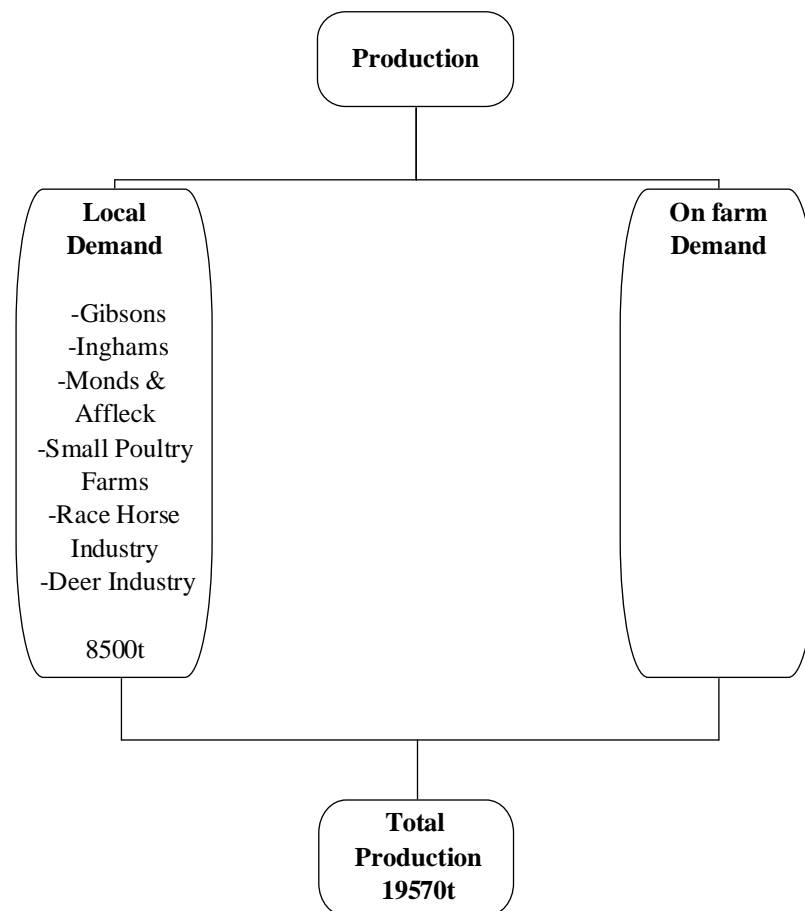 Production
Local
Demand
-Gibsons
-Inghams
-Monds &
Affleck
-Small Poultry
Farms
-Race Horse
Industry
-Deer Industry
8500t
On farm
Demand
Total
Production
19570t